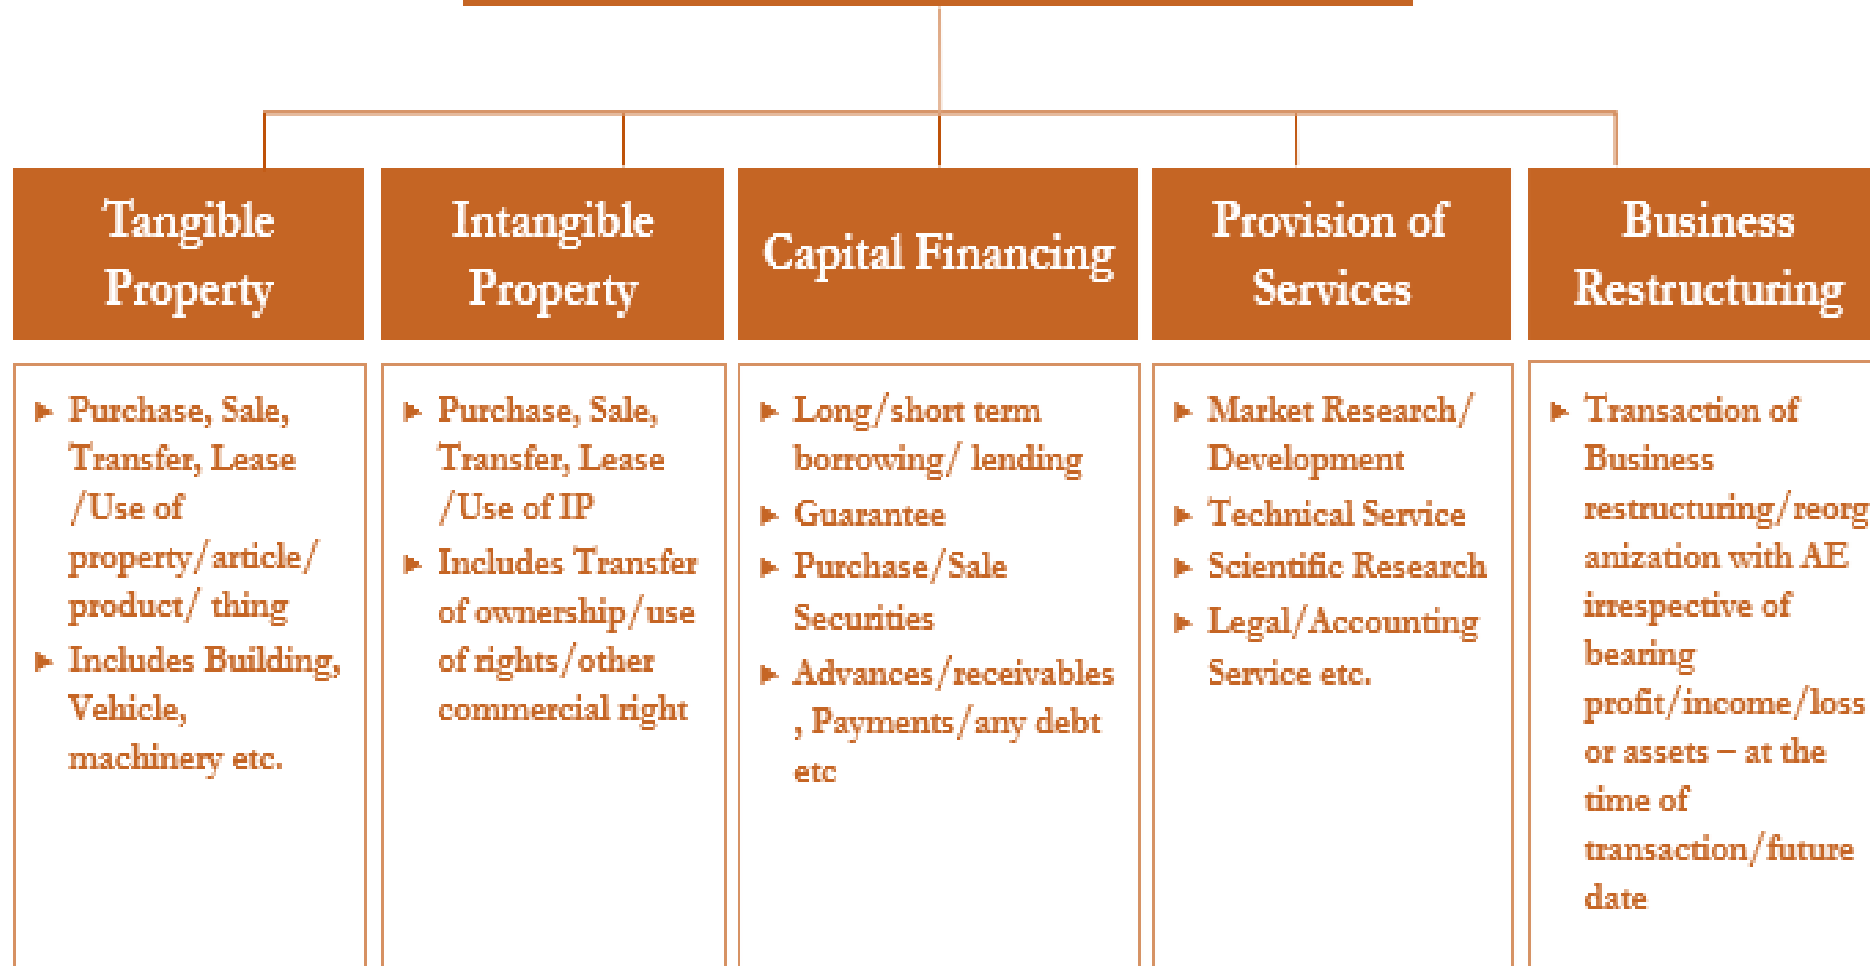 Tangible
Property
Intangible
Property
Capital Financing
Provision of
Services
Business
Restructuring
Purchase, Sale,
Transfer, Lease
/Use of
property/article/
product/ thing
Includes Building,
Vehicle,
machinery etc.
Purchase, Sale,
Transfer, Lease
/Use of IP
Includes Transfer
of ownership/use
of rights/other
commercial right
Long/short term
borrowing/ lending
Guarantee
Purchase/Sale
Securities
Advances/receivables
, Payments/any debt
etc
Market Research/
Development
Technical Service
Scientific Research
Legal/Accounting
Service etc.
Transaction of
Business
restructuring/reorg
anization with AE
irrespective of
bearing
profit/income/loss
or assets – at the
time of
transaction/future
date